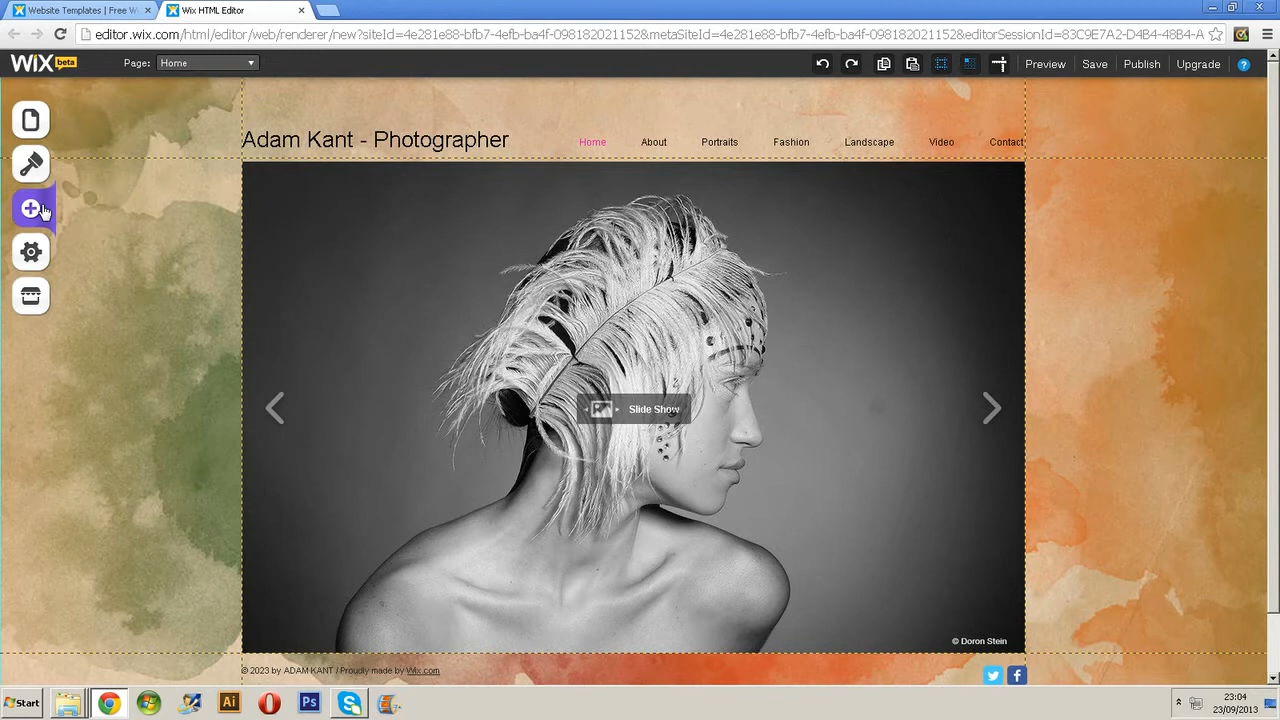 Website Templates | Free W
Wix HTML Editor
editor.wix.com/html/editor/web/renderer/new?siteId=4e281e88-bfb7-4efb-ba4f-098182021152&metaSiteId=4e281e88-bfb7-4efb-ba4f-098182021152&editorSessionId=83C9E7A2-D4B4-48B4-A
WiX beta Page: Home Preview Save Publish Upgrade ?
Adam Kant - Photographer
Home About Portraits Fashion Landscape Video Contact
Slide Show
© Doron Stein
© 2023 by ADAM KANT / Proudly made by Wix.com
Start Ai Ps 23:04
23/09/2013